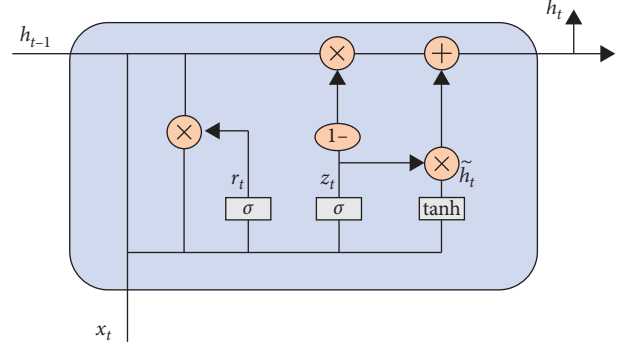 h_t
h_{t–1}
×
+
1–
×
×
r_t
z_t
h̃_t
σ
σ
tanh
x_t